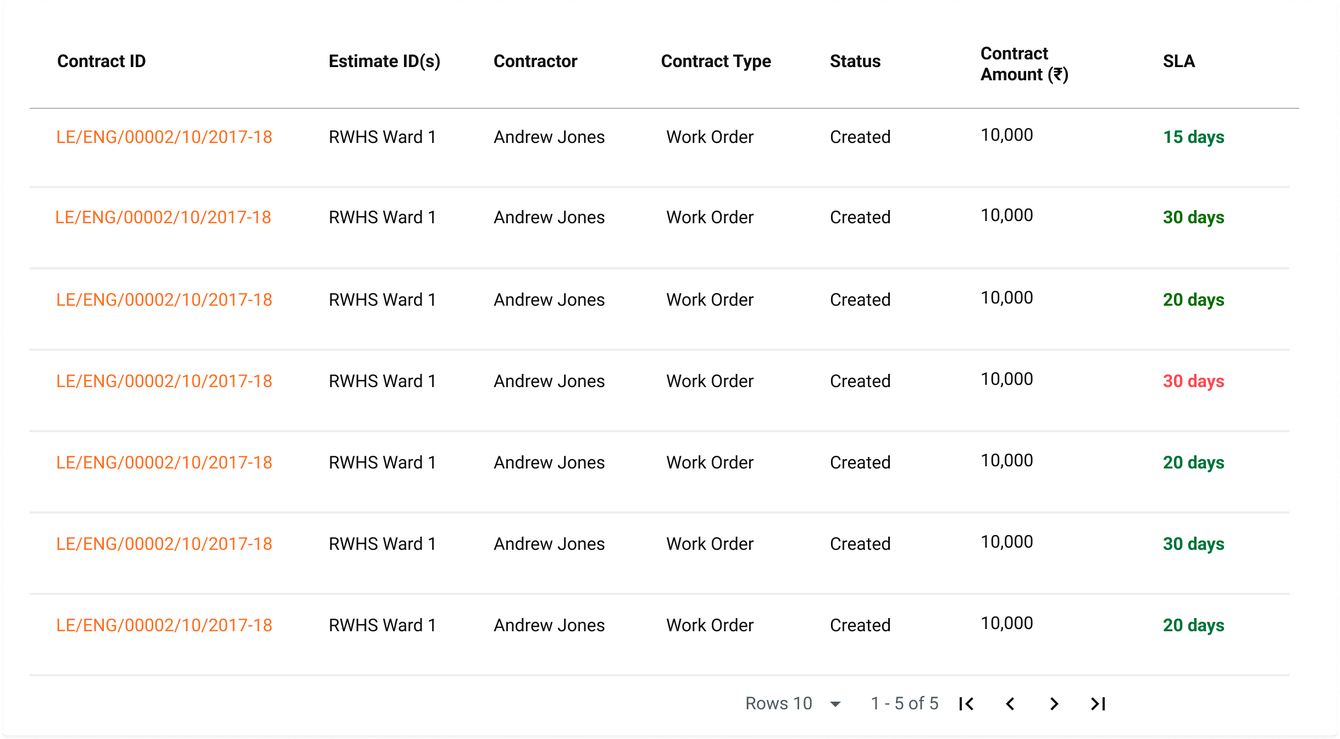 Contract ID Estimate ID(s) Contractor Contract Type Status Contract Amount (₹) SLA
LE/ENG/00002/10/2017-18 RWHS Ward 1 Andrew Jones Work Order Created 10,000 15 days
LE/ENG/00002/10/2017-18 RWHS Ward 1 Andrew Jones Work Order Created 10,000 30 days
LE/ENG/00002/10/2017-18 RWHS Ward 1 Andrew Jones Work Order Created 10,000 20 days
LE/ENG/00002/10/2017-18 RWHS Ward 1 Andrew Jones Work Order Created 10,000 30 days
LE/ENG/00002/10/2017-18 RWHS Ward 1 Andrew Jones Work Order Created 10,000 20 days
LE/ENG/00002/10/2017-18 RWHS Ward 1 Andrew Jones Work Order Created 10,000 30 days
LE/ENG/00002/10/2017-18 RWHS Ward 1 Andrew Jones Work Order Created 10,000 20 days
Rows 10 1 - 5 of 5